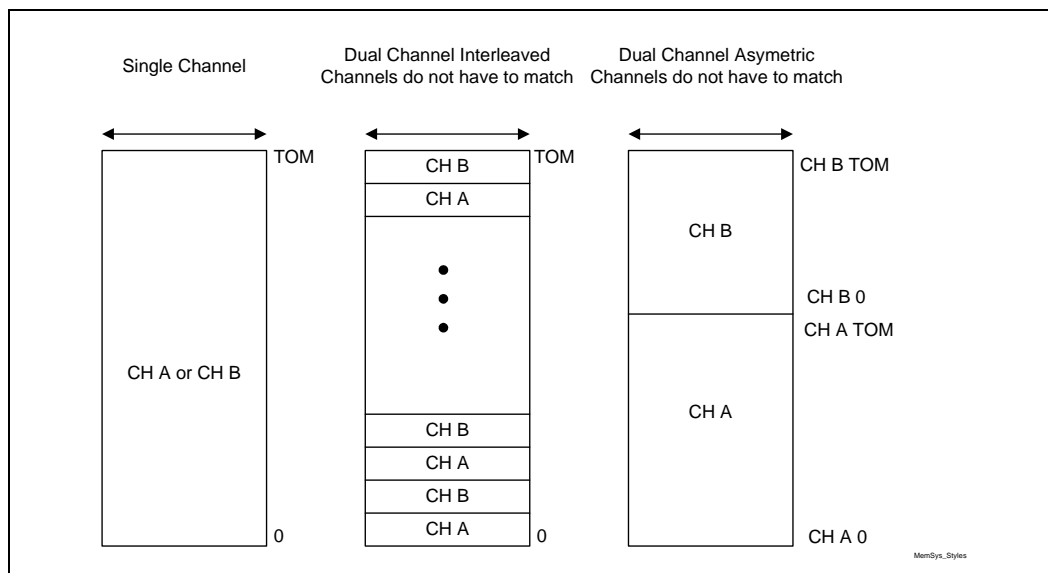 Single Channel
Dual Channel Interleaved
Channels do not have to match
Dual Channel Asymetric
Channels do not have to match
TOM
CH A or CH B
0
TOM
CH B
CH A
CH B
CH A
CH B
CH A
0
CH B TOM
CH B
CH B 0
CH A TOM
CH A
CH A 0
MemSys_Styles